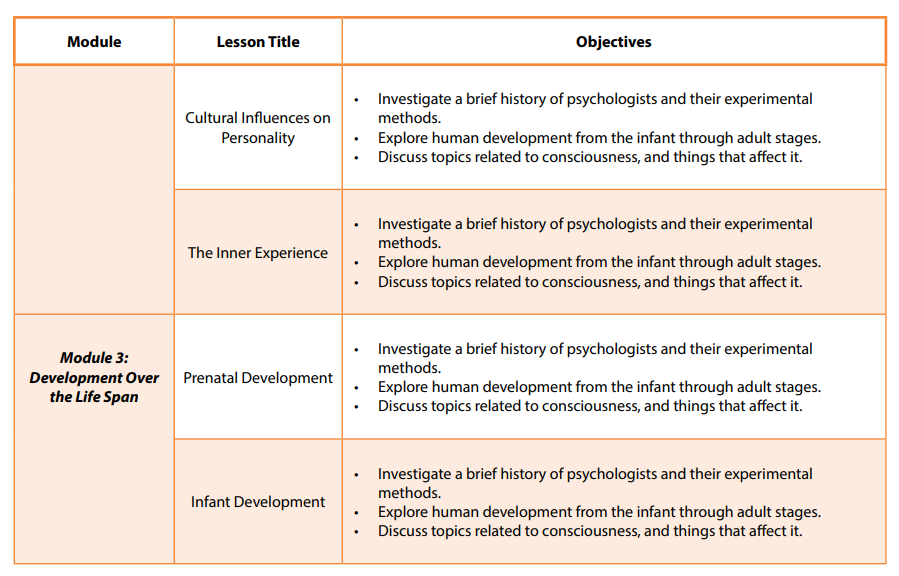 Module
Lesson Title
Objectives
Cultural Influences on
Personality
• Investigate a brief history of psychologists and their experimental
methods.
• Explore human development from the infant through adult stages.
• Discuss topics related to consciousness, and things that affect it.
The Inner Experience
• Investigate a brief history of psychologists and their experimental
methods.
• Explore human development from the infant through adult stages.
• Discuss topics related to consciousness, and things that affect it.
Module 3:
Development Over
the Life Span
Prenatal Development
• Investigate a brief history of psychologists and their experimental
methods.
• Explore human development from the infant through adult stages.
• Discuss topics related to consciousness, and things that affect it.
Infant Development
• Investigate a brief history of psychologists and their experimental
methods.
• Explore human development from the infant through adult stages.
• Discuss topics related to consciousness, and things that affect it.